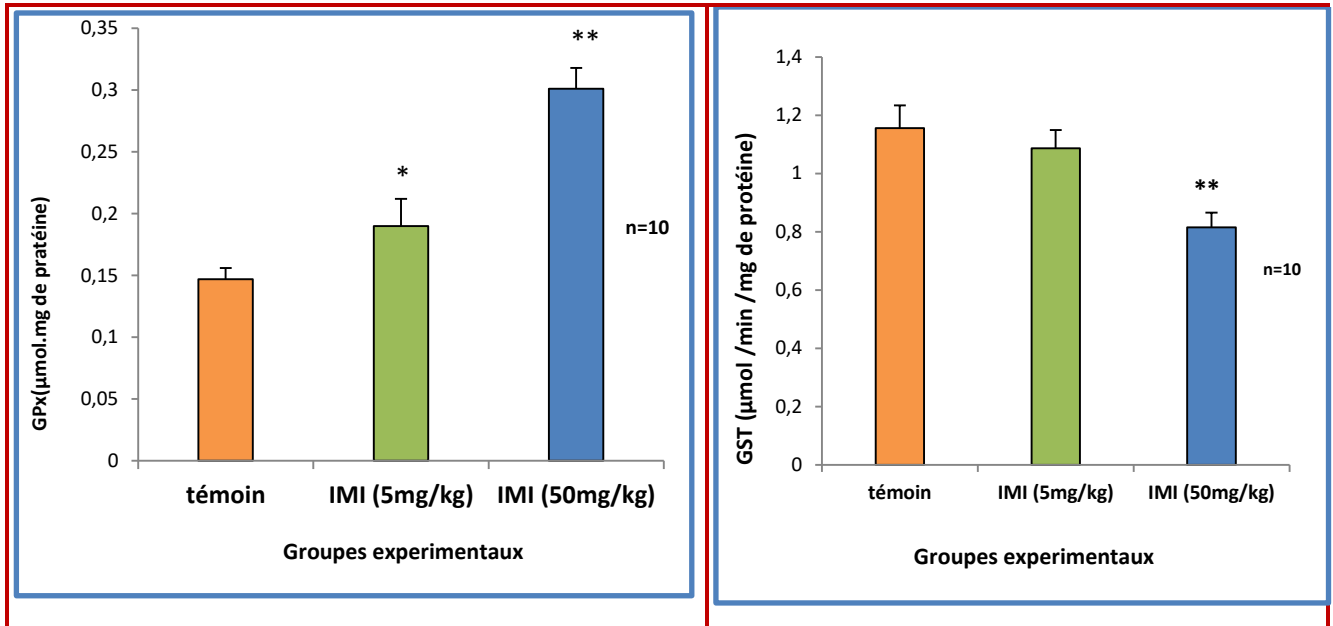 GPx(µmol.mg de pratéine)
0,35
0,3
0,25
0,2
0,15
0,1
0,05
0
*
**
n=10
témoin IMI (5mg/kg) IMI (50mg/kg)
Groupes experimentaux
GST (µmol /min /mg de protéine)
1,4
1,2
1
0,8
0,6
0,4
0,2
0
**
n=10
témoin IMI (5mg/kg) IMI (50mg/kg)
Groupes experimentaux